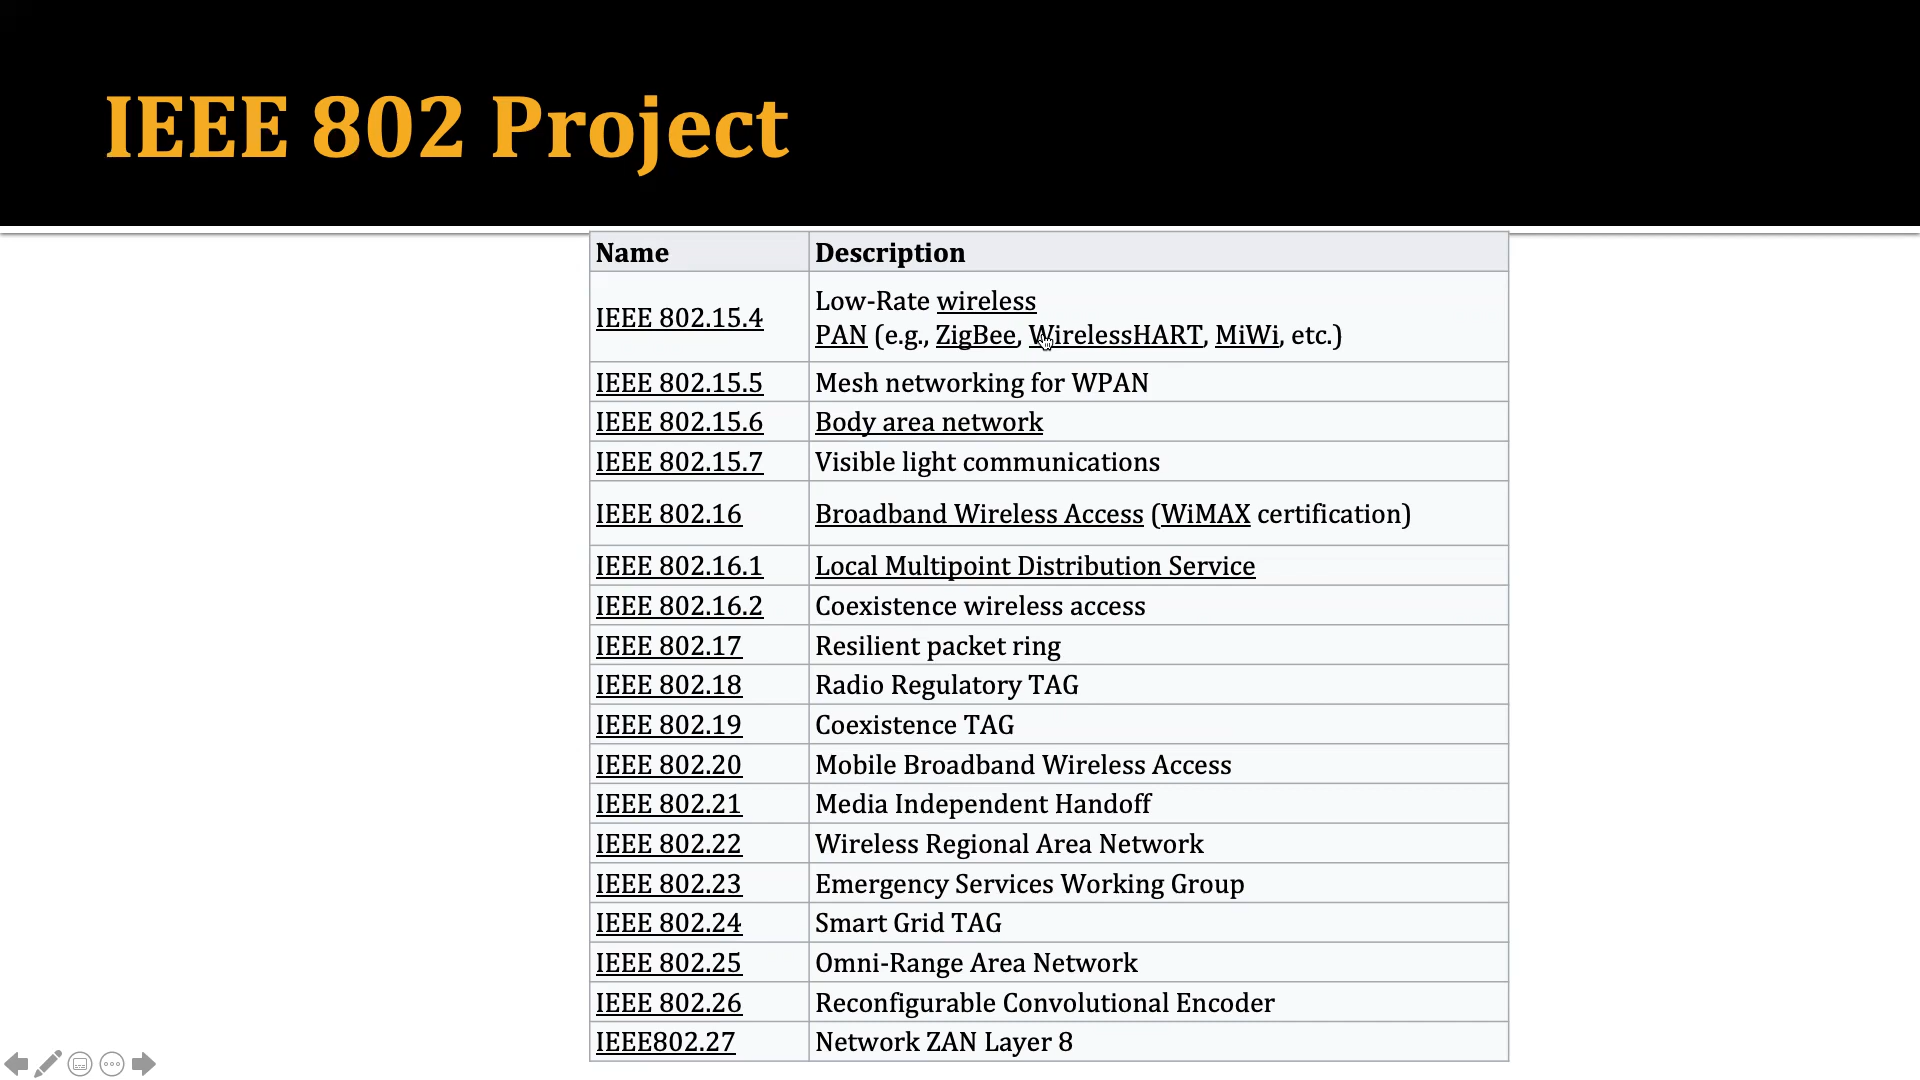 IEEE 802 Project
Name Description
IEEE 802.15.4 Low-Rate wireless
PAN (e.g., ZigBee, WirelessHART, MiWi, etc.)
IEEE 802.15.5 Mesh networking for WPAN
IEEE 802.15.6 Body area network
IEEE 802.15.7 Visible light communications
IEEE 802.16 Broadband Wireless Access (WiMAX certification)
IEEE 802.16.1 Local Multipoint Distribution Service
IEEE 802.16.2 Coexistence wireless access
IEEE 802.17 Resilient packet ring
IEEE 802.18 Radio Regulatory TAG
IEEE 802.19 Coexistence TAG
IEEE 802.20 Mobile Broadband Wireless Access
IEEE 802.21 Media Independent Handoff
IEEE 802.22 Wireless Regional Area Network
IEEE 802.23 Emergency Services Working Group
IEEE 802.24 Smart Grid TAG
IEEE 802.25 Omni-Range Area Network
IEEE 802.26 Reconfigurable Convolutional Encoder
IEEE802.27 Network ZAN Layer 8